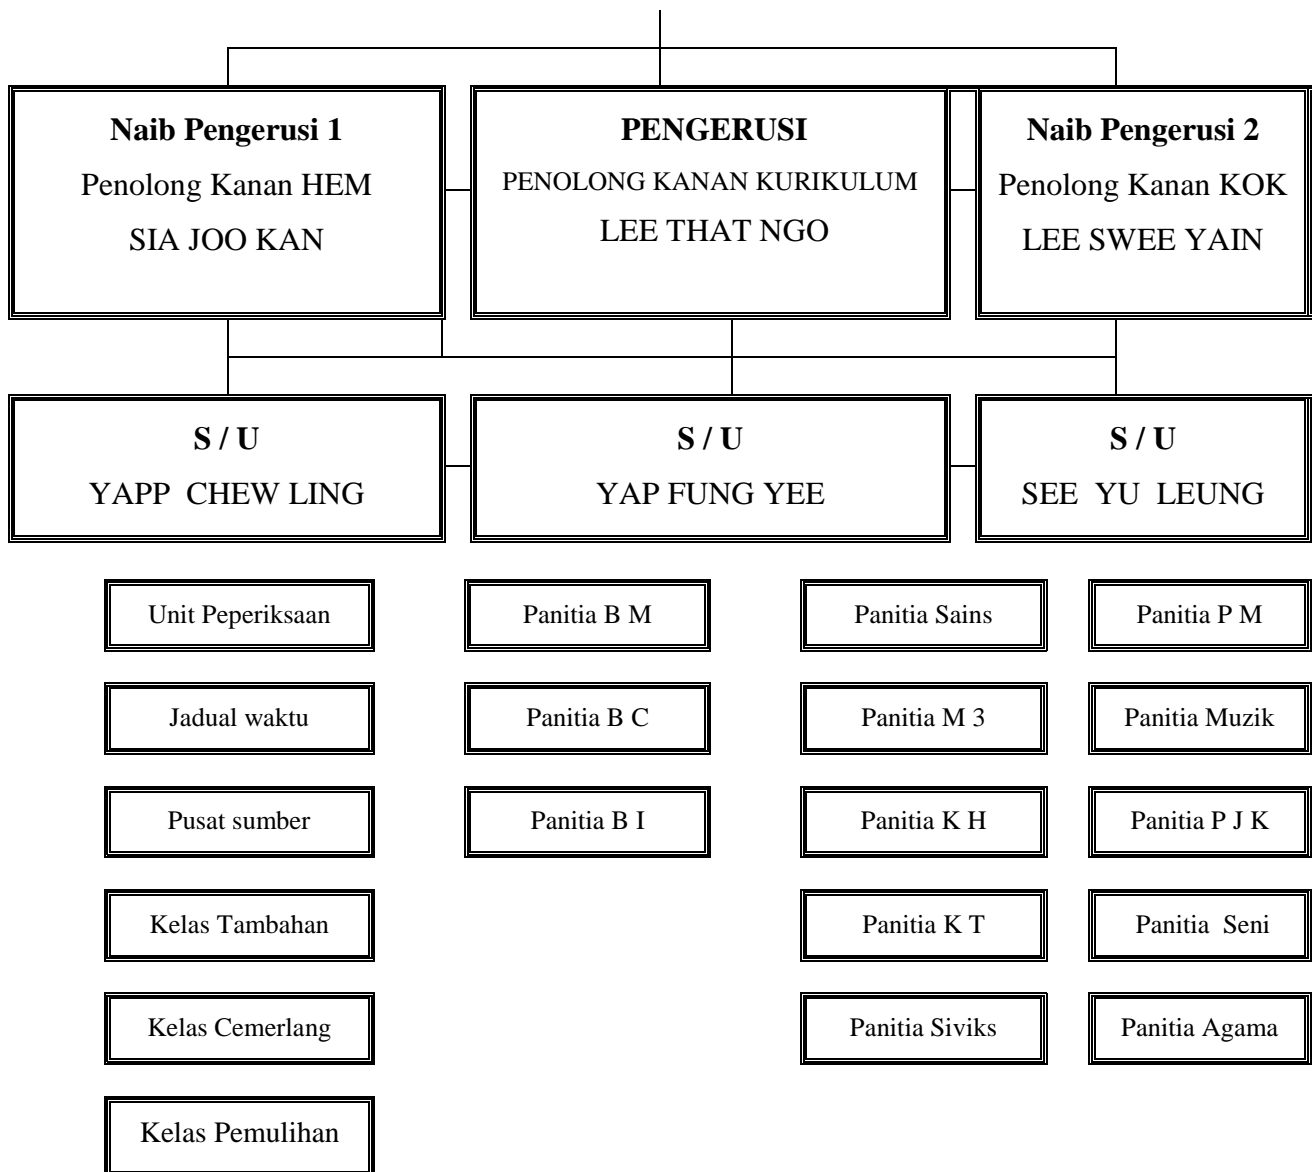 Naib Pengerusi 1
Penolong Kanan HEM
SIA JOO KAN
PENGERUSI
PENOLONG KANAN KURIKULUM
LEE THAT NGO
Naib Pengerusi 2
Penolong Kanan KOK
LEE SWEE YAIN
S / U
YAPP CHEW LING
S / U
YAP FUNG YEE
S / U
SEE YU LEUNG
Unit Peperiksaan
Panitia B M
Panitia Sains
Panitia P M
Jadual waktu
Panitia B C
Panitia M 3
Panitia Muzik
Pusat sumber
Panitia B I
Panitia K H
Panitia P J K
Kelas Tambahan
Panitia K T
Panitia Seni
Kelas Cemerlang
Panitia Siviks
Panitia Agama
Kelas Pemulihan